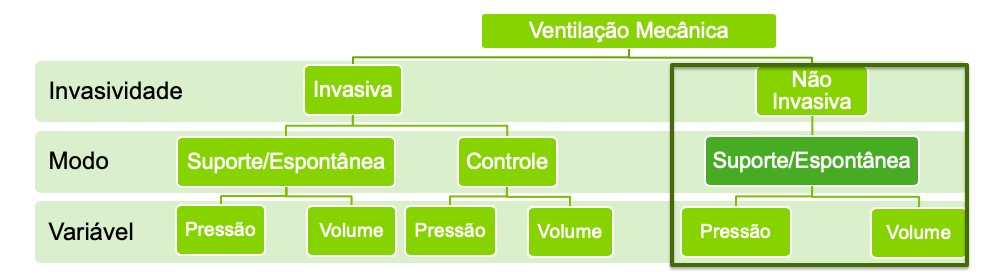 Ventilação Mecânica
Invasividade
Invasiva
Não
Invasiva
Modo
Suporte/Espontânea
Controle
Suporte/Espontânea
Variável
Pressão
Volume
Pressão
Volume
Pressão
Volume